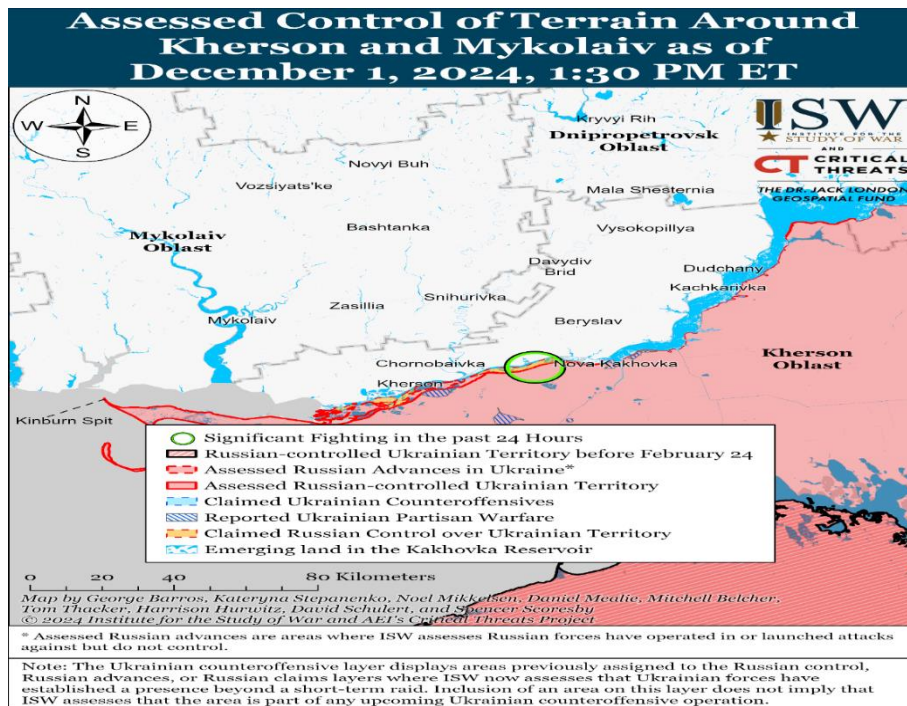 Assessed Control of Terrain Around
Kherson and Mykolaiv as of
December 1, 2024, 1:30 PM ET
N
W E
S
ISW
INSTITUTE FOR THE
STUDY OF WAR
AND
CT CRITICAL
THREATS
THE DR. JACK LONDON
GEOSPATIAL FUND
Kryvyi Rih
Dnipropetrovsk
Oblast
Novyi Buh
Vozsiyats'ke
Mala Shesternia
Mykolaiv
Oblast
Bashtanka
Vysokopillya
Davydiv
Brid
Dudchany
Kachkarivka
Snihurivka
Zasillia
Mykolaiv
Beryslav
Chornobaivka
Nova Kakhovka
Kherson
Oblast
Kherson
Kinburn Spit
Significant Fighting in the past 24 Hours
Russian-controlled Ukrainian Territory before February 24
Assessed Russian Advances in Ukraine*
Assessed Russian-controlled Ukrainian Territory
Claimed Ukrainian Counteroffensives
Reported Ukrainian Partisan Warfare
Claimed Russian Control over Ukrainian Territory
Emerging land in the Kakhovka Reservoir
0 20 40 80 Kilometers
Map by George Barros, Kateryna Stepanenko, Noel Mikkelsen, Daniel Mealie, Mitchell Belcher,
Tom Thacker, Harrison Hurwitz, David Schulert, and Spencer Scoresby
© 2024 Institute for the Study of War and AEI's Critical Threats Project
* Assessed Russian advances are areas where ISW assesses Russian forces have operated in or launched attacks
against but do not control.
Note: The Ukrainian counteroffensive layer displays areas previously assigned to the Russian control,
Russian advances, or Russian claims layers where ISW now assesses that Ukrainian forces have
established a presence beyond a short-term raid. Inclusion of an area on this layer does not imply that
ISW assesses that the area is part of any upcoming Ukrainian counteroffensive operation.